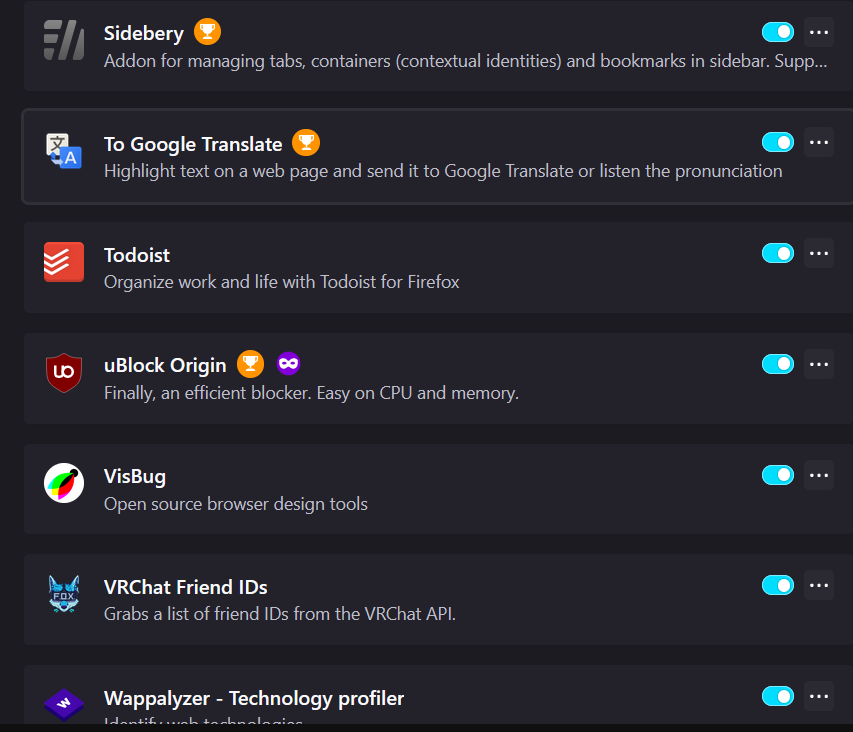 Sidebery
Addon for managing tabs, containers (contextual identities) and bookmarks in sidebar. Supp...
To Google Translate
Highlight text on a web page and send it to Google Translate or listen the pronunciation
Todoist
Organize work and life with Todoist for Firefox
uBlock Origin
Finally, an efficient blocker. Easy on CPU and memory.
VisBug
Open source browser design tools
VRChat Friend IDs
Grabs a list of friend IDs from the VRChat API.
Wappalyzer - Technology profiler
Identify web technologies